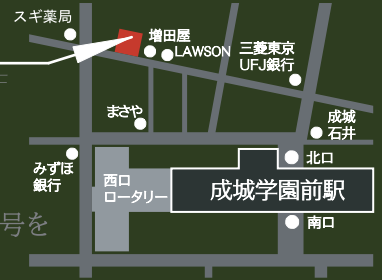 スギ薬局
増田屋
LAWSON
三菱東京
UFJ銀行
まさや
成城
石井
みずほ
銀行
西口
ロータリー
北口
成城学園前駅
南口
号を